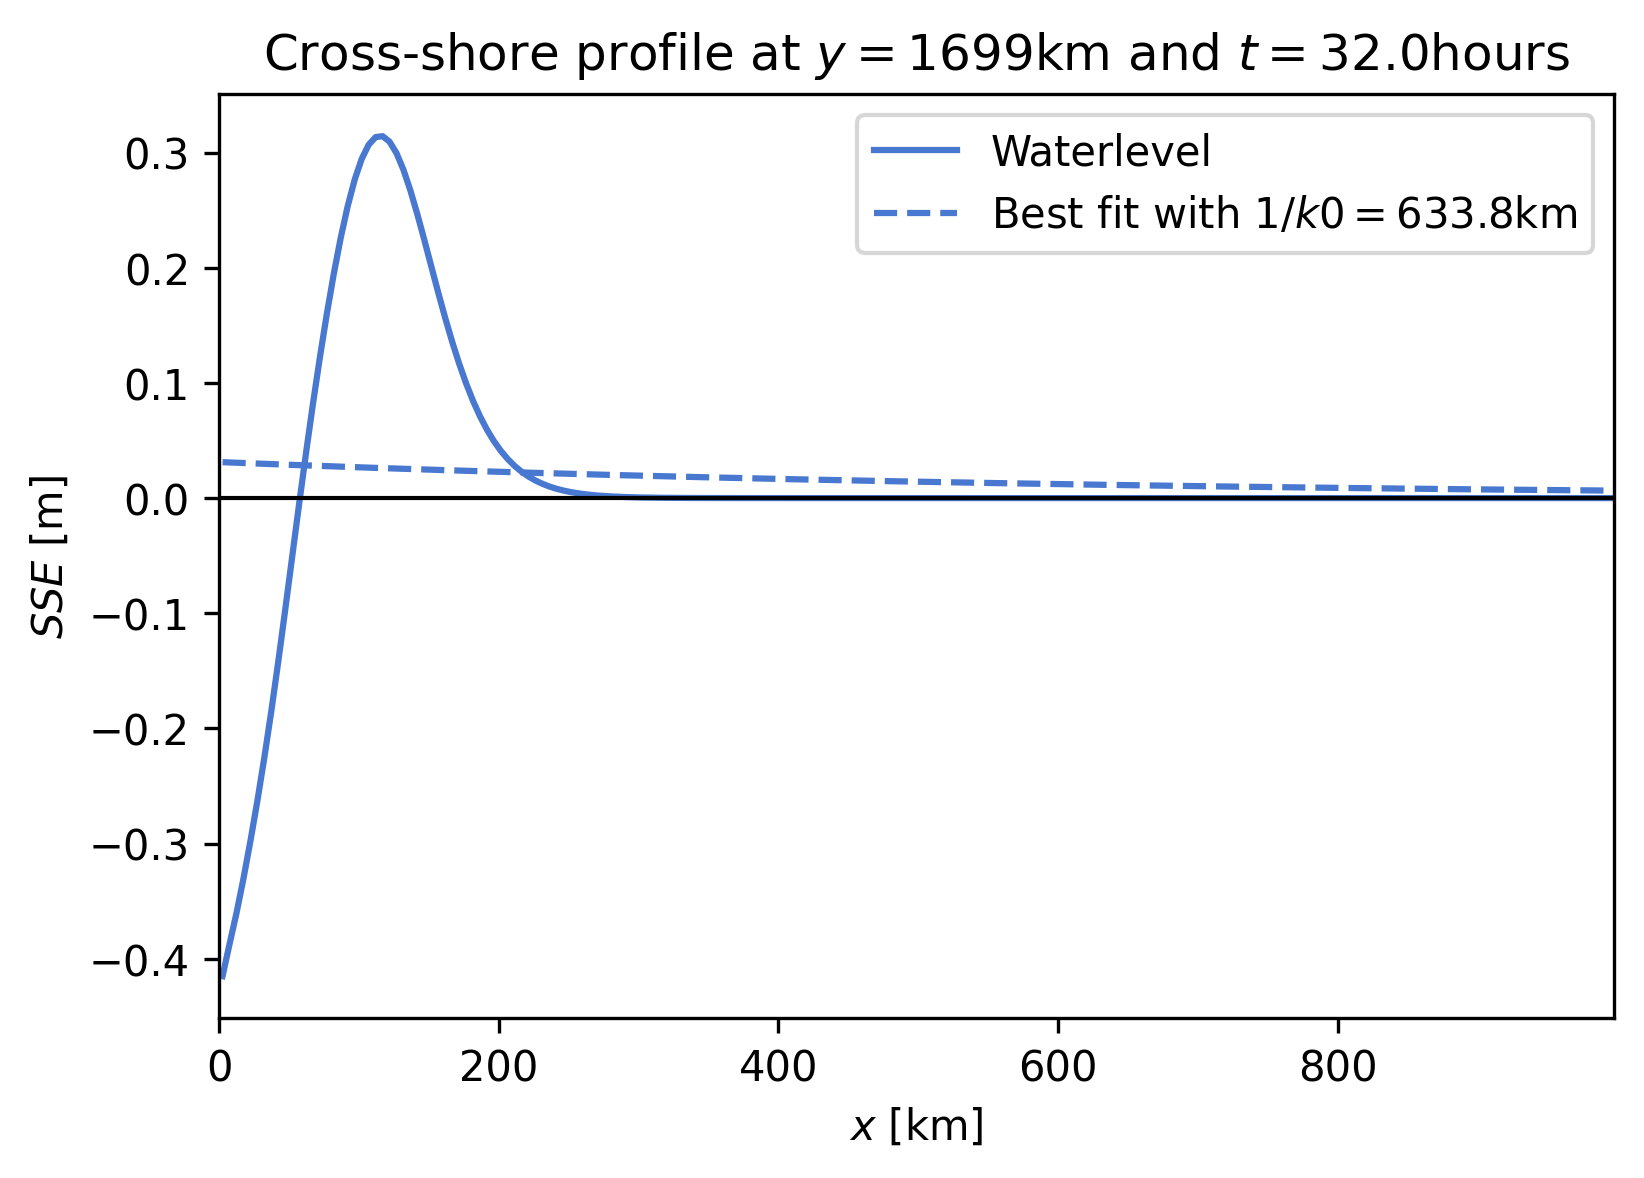 Cross-shore profile at y = 1699km and t = 32.0hours
Waterlevel
Best fit with 1/k0 = 633.8km
0.3
0.2
0.1
0.0
−0.1
−0.2
−0.3
−0.4
SSE [m]
0 200 400 600 800
x [km]